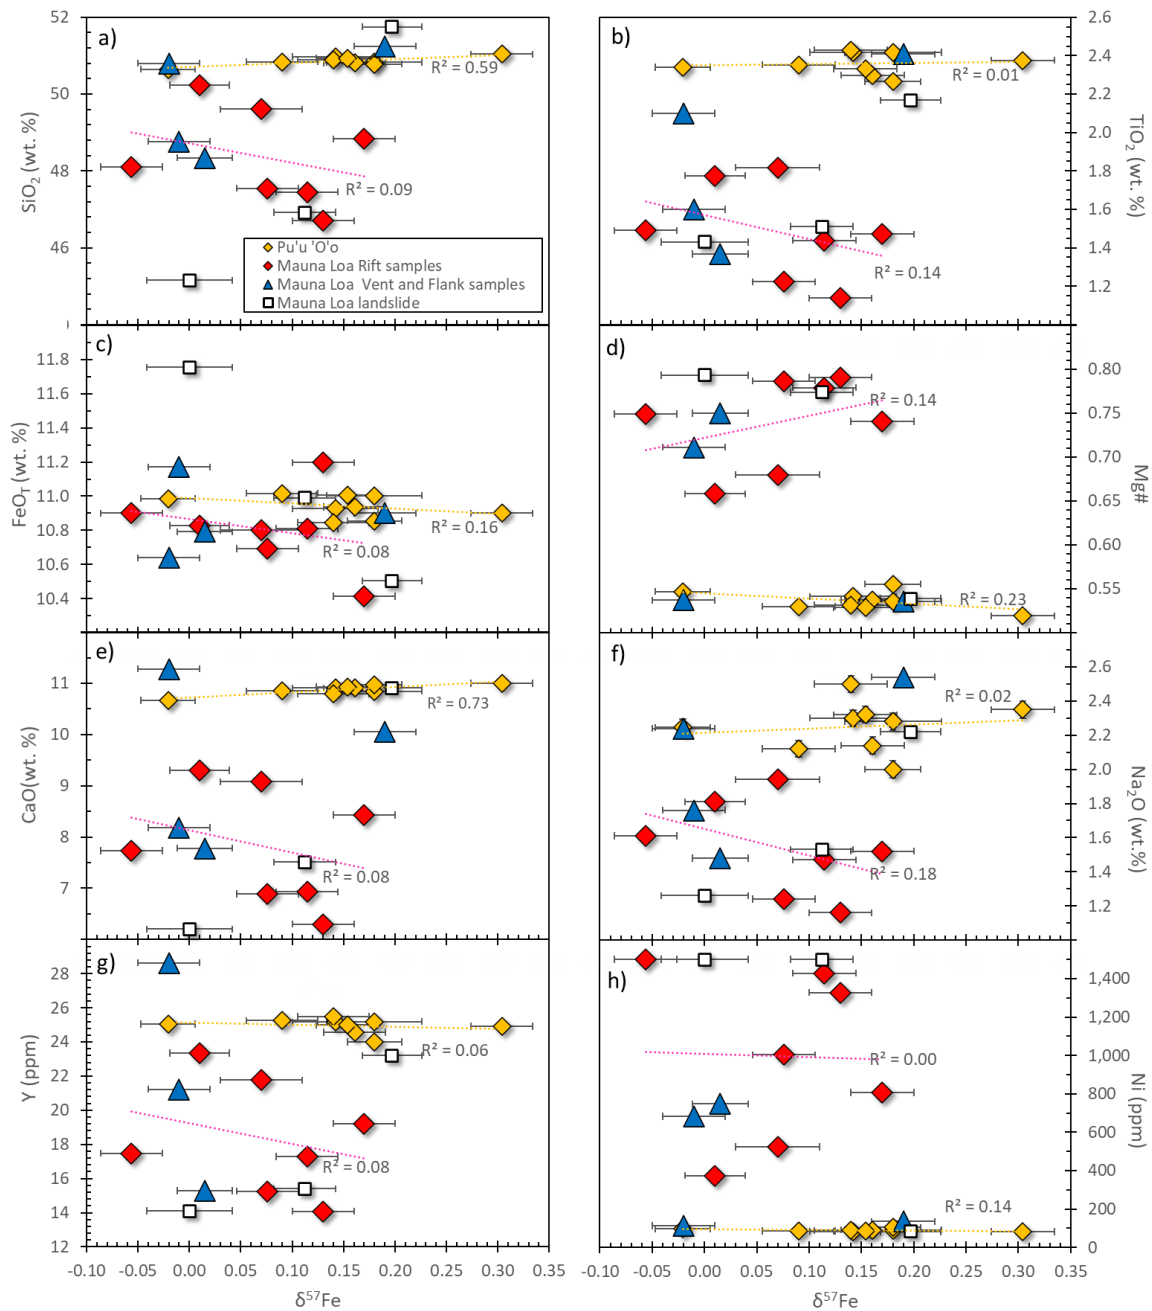 a)
52
50
48
46
SiO₂ (wt. %)
R² = 0.59
R² = 0.09
Pu'u 'O'o
Mauna Loa Rift samples
Mauna Loa Vent and Flank samples
Mauna Loa landslide
b)
2.6
2.4
2.2
2.0
1.8
1.6
1.4
1.2
TiO₂ (wt. %)
R² = 0.01
R² = 0.14
c)
11.8
11.6
11.4
11.2
11.0
10.8
10.6
10.4
FeO_T (wt. %)
R² = 0.16
R² = 0.08
d)
0.80
0.75
0.70
0.65
0.60
0.55
Mg#
R² = 0.14
R² = 0.23
e)
11
10
9
8
7
CaO(wt. %)
R² = 0.73
R² = 0.08
f)
2.6
2.4
2.2
2.0
1.8
1.6
1.4
1.2
Na₂O (wt.%)
R² = 0.02
R² = 0.18
g)
28
26
24
22
20
18
16
14
12
Y (ppm)
R² = 0.06
R² = 0.08
-0.10 -0.05 0.00 0.05 0.10 0.15 0.20 0.25 0.30 0.35
δ⁵⁷Fe
h)
1,400
1,200
1,000
800
600
400
200
0
Ni (ppm)
R² = 0.00
R² = 0.14
-0.10 -0.05 0.00 0.05 0.10 0.15 0.20 0.25 0.30 0.35
δ⁵⁷Fe